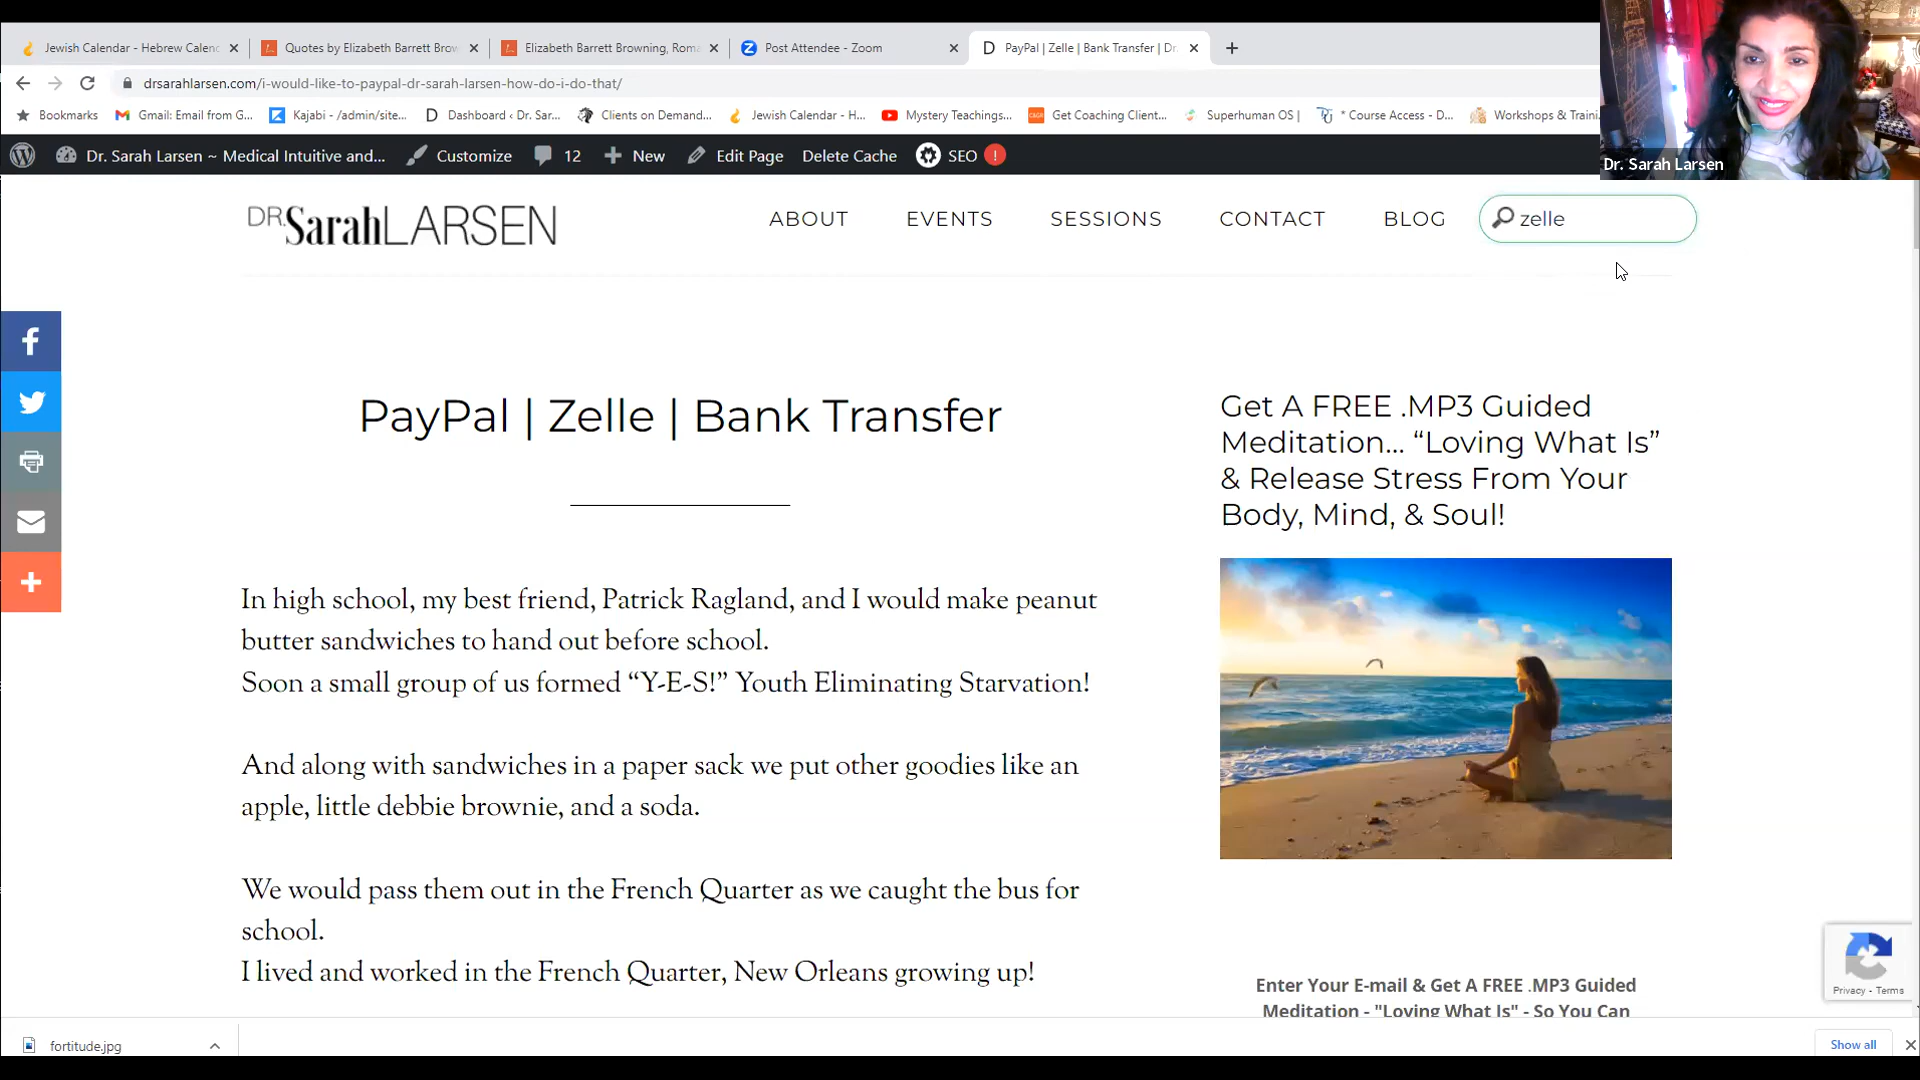 Jewish Calendar - Hebrew Calenc
Quotes by Elizabeth Barrett Brow
Elizabeth Barrett Browning, Roma
Post Attendee - Zoom
PayPal | Zelle | Bank Transfer | Dr.
drsarahlarsen.com/i-would-like-to-paypal-dr-sarah-larsen-how-do-i-do-that/
Bookmarks
Gmail: Email from G...
Kajabi - /admin/site...
Dashboard ‹ Dr. Sar...
Clients on Demand...
Jewish Calendar - H...
Mystery Teachings...
Get Coaching Client...
Superhuman OS |
* Course Access - D...
Workshops & Traini
Dr. Sarah Larsen
Dr. Sarah Larsen ~ Medical Intuitive and...
Customize
12
New
Edit Page
Delete Cache
SEO !
DR. Sarah LARSEN
ABOUT
EVENTS
SESSIONS
CONTACT
BLOG
zelle
PayPal | Zelle | Bank Transfer
In high school, my best friend, Patrick Ragland, and I would make peanut
butter sandwiches to hand out before school.
Soon a small group of us formed “Y-E-S!” Youth Eliminating Starvation!
And along with sandwiches in a paper sack we put other goodies like an
apple, little debbie brownie, and a soda.
We would pass them out in the French Quarter as we caught the bus for
school.
I lived and worked in the French Quarter, New Orleans growing up!
Get A FREE .MP3 Guided
Meditation... “Loving What Is”
& Release Stress From Your
Body, Mind, & Soul!
Enter Your E-mail & Get A FREE .MP3 Guided
Meditation - "Loving What Is" - So You Can
Privacy - Terms
fortitude.jpg
Show all